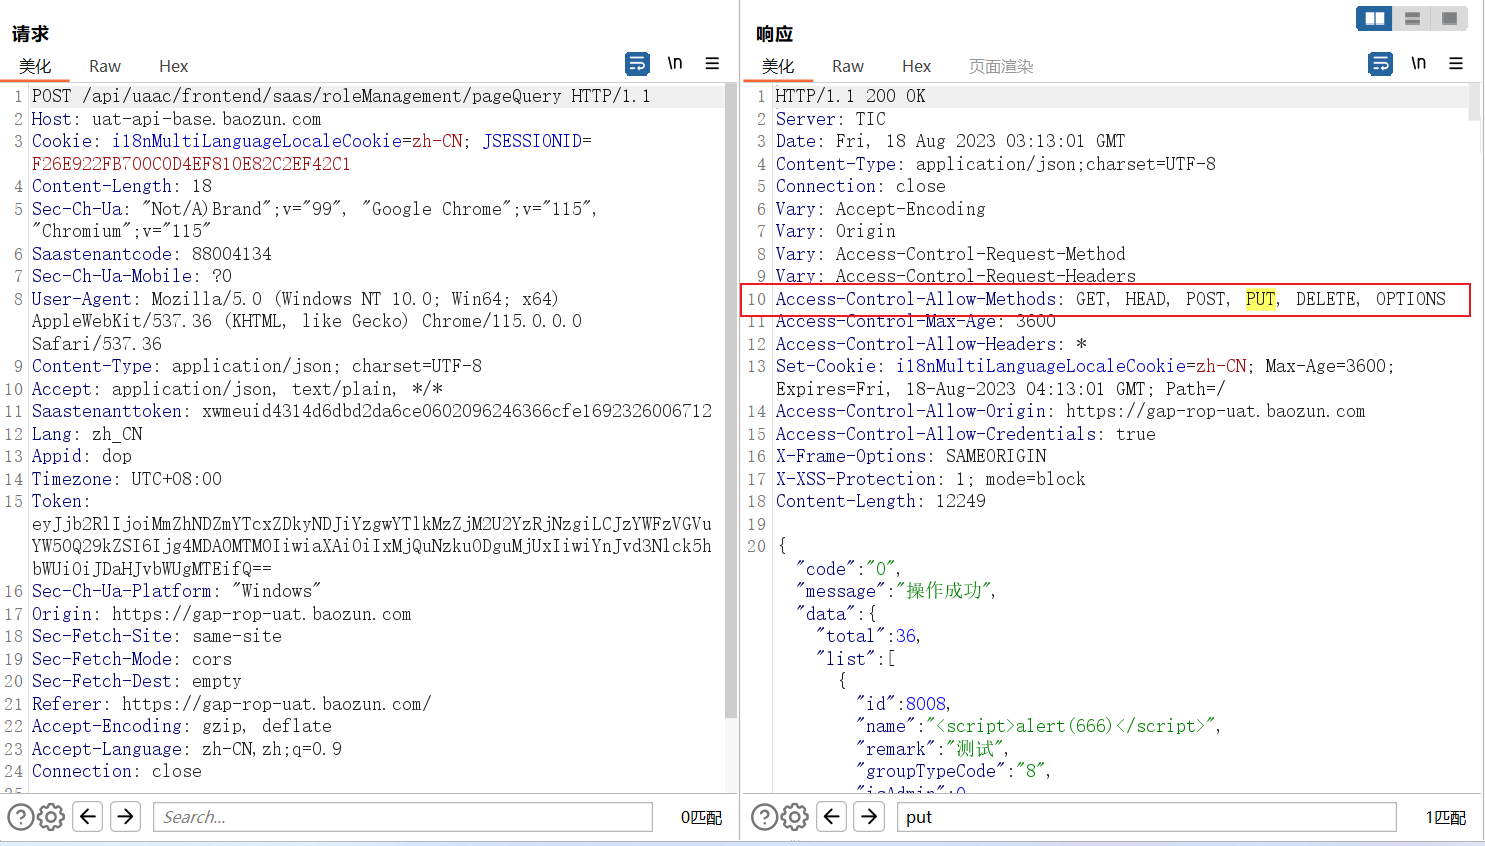 请求
美化 Raw Hex \n
1 POST /api/uaac/frontend/saas/roleManagement/pageQuery HTTP/1.1
2 Host: uat-api-base.baozun.com
3 Cookie: i18nMultiLanguageLocaleCookie=zh-CN; JSESSIONID=
F26E922FB700C0D4EF810E82C2EF42C1
4 Content-Length: 18
5 Sec-Ch-Ua: "Not/A)Brand";v="99", "Google Chrome";v="115",
"Chromium";v="115"
6 Saastenantcode: 88004134
7 Sec-Ch-Ua-Mobile: ?0
8 User-Agent: Mozilla/5.0 (Windows NT 10.0; Win64; x64)
AppleWebKit/537.36 (KHTML, like Gecko) Chrome/115.0.0.0
Safari/537.36
9 Content-Type: application/json; charset=UTF-8
10 Accept: application/json, text/plain, */*
11 Saastenanttoken: xwmeuid4314d6dbd2da6ce0602096246366cfe1692326006712
12 Lang: zh_CN
13 Appid: dop
14 Timezone: UTC+08:00
15 Token:
eyJjb2RlIjoiMmZhNDZmYTcxZDkyNDJiYzgwYTlkMzZjM2U2YzRjNzgiLCJzYWFzVGVu
YW50Q29kZSI6Ijg4MDA0MTM0IiwiaXAiOiIxMjQuNzkuODguMjUxIiwiYnJvd3Nlck5h
bWUiOiJDaHJvbWUgMTEifQ==
16 Sec-Ch-Ua-Platform: "Windows"
17 Origin: https://gap-rop-uat.baozun.com
18 Sec-Fetch-Site: same-site
19 Sec-Fetch-Mode: cors
20 Sec-Fetch-Dest: empty
21 Referer: https://gap-rop-uat.baozun.com/
22 Accept-Encoding: gzip, deflate
23 Accept-Language: zh-CN,zh;q=0.9
24 Connection: close
25
Search... 0匹配
响应
美化 Raw Hex 页面渲染 \n
1 HTTP/1.1 200 OK
2 Server: TIC
3 Date: Fri, 18 Aug 2023 03:13:01 GMT
4 Content-Type: application/json;charset=UTF-8
5 Connection: close
6 Vary: Accept-Encoding
7 Vary: Origin
8 Vary: Access-Control-Request-Method
9 Vary: Access-Control-Request-Headers
10 Access-Control-Allow-Methods: GET, HEAD, POST, PUT, DELETE, OPTIONS
11 Access-Control-Max-Age: 3600
12 Access-Control-Allow-Headers: *
13 Set-Cookie: i18nMultiLanguageLocaleCookie=zh-CN; Max-Age=3600;
Expires=Fri, 18-Aug-2023 04:13:01 GMT; Path=/
14 Access-Control-Allow-Origin: https://gap-rop-uat.baozun.com
15 Access-Control-Allow-Credentials: true
16 X-Frame-Options: SAMEORIGIN
17 X-XSS-Protection: 1; mode=block
18 Content-Length: 12249
19
20 {
"code":"0",
"message":"操作成功",
"data":{
"total":36,
"list":[
{
"id":8008,
"name":"<script>alert(666)</script>",
"remark":"测试",
"groupTypeCode":"8",
"isAdmin":0,
put 1匹配